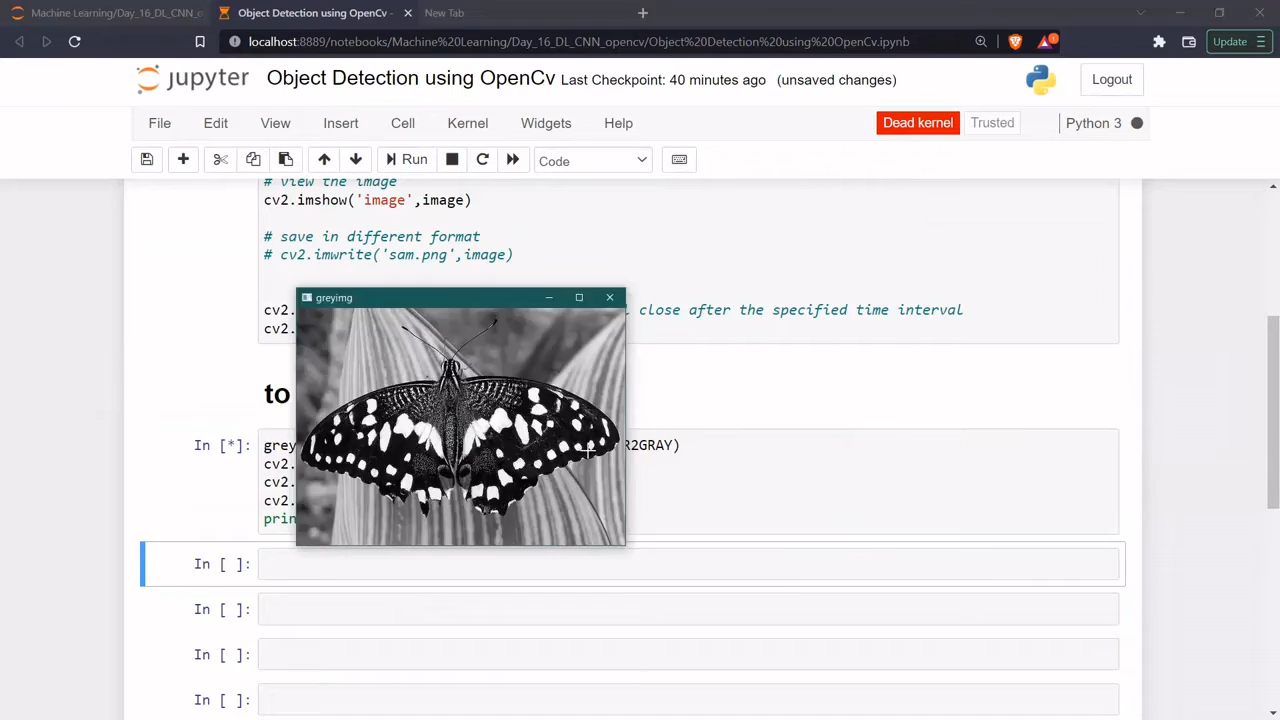 Machine Learning/Day_16_DL_CNN_o
Object Detection using OpenCv -
New Tab
localhost:8889/notebooks/Machine%20Learning/Day_16_DL_CNN_opencv/Object%20Detection%20using%20OpenCv.ipynb
Update
jupyter Object Detection using OpenCv Last Checkpoint: 40 minutes ago (unsaved changes)
Logout
File Edit View Insert Cell Kernel Widgets Help
Dead kernel Trusted Python 3
Run Code
# view the image
cv2.imshow('image',image)
# save in different format
# cv2.imwrite('sam.png',image)
greyimg
cv2. l close after the specified time interval
cv2.
to
In [*]: grey R2GRAY)
cv2.
cv2.
cv2.
prin
In [ ]:
In [ ]:
In [ ]:
In [ ]: